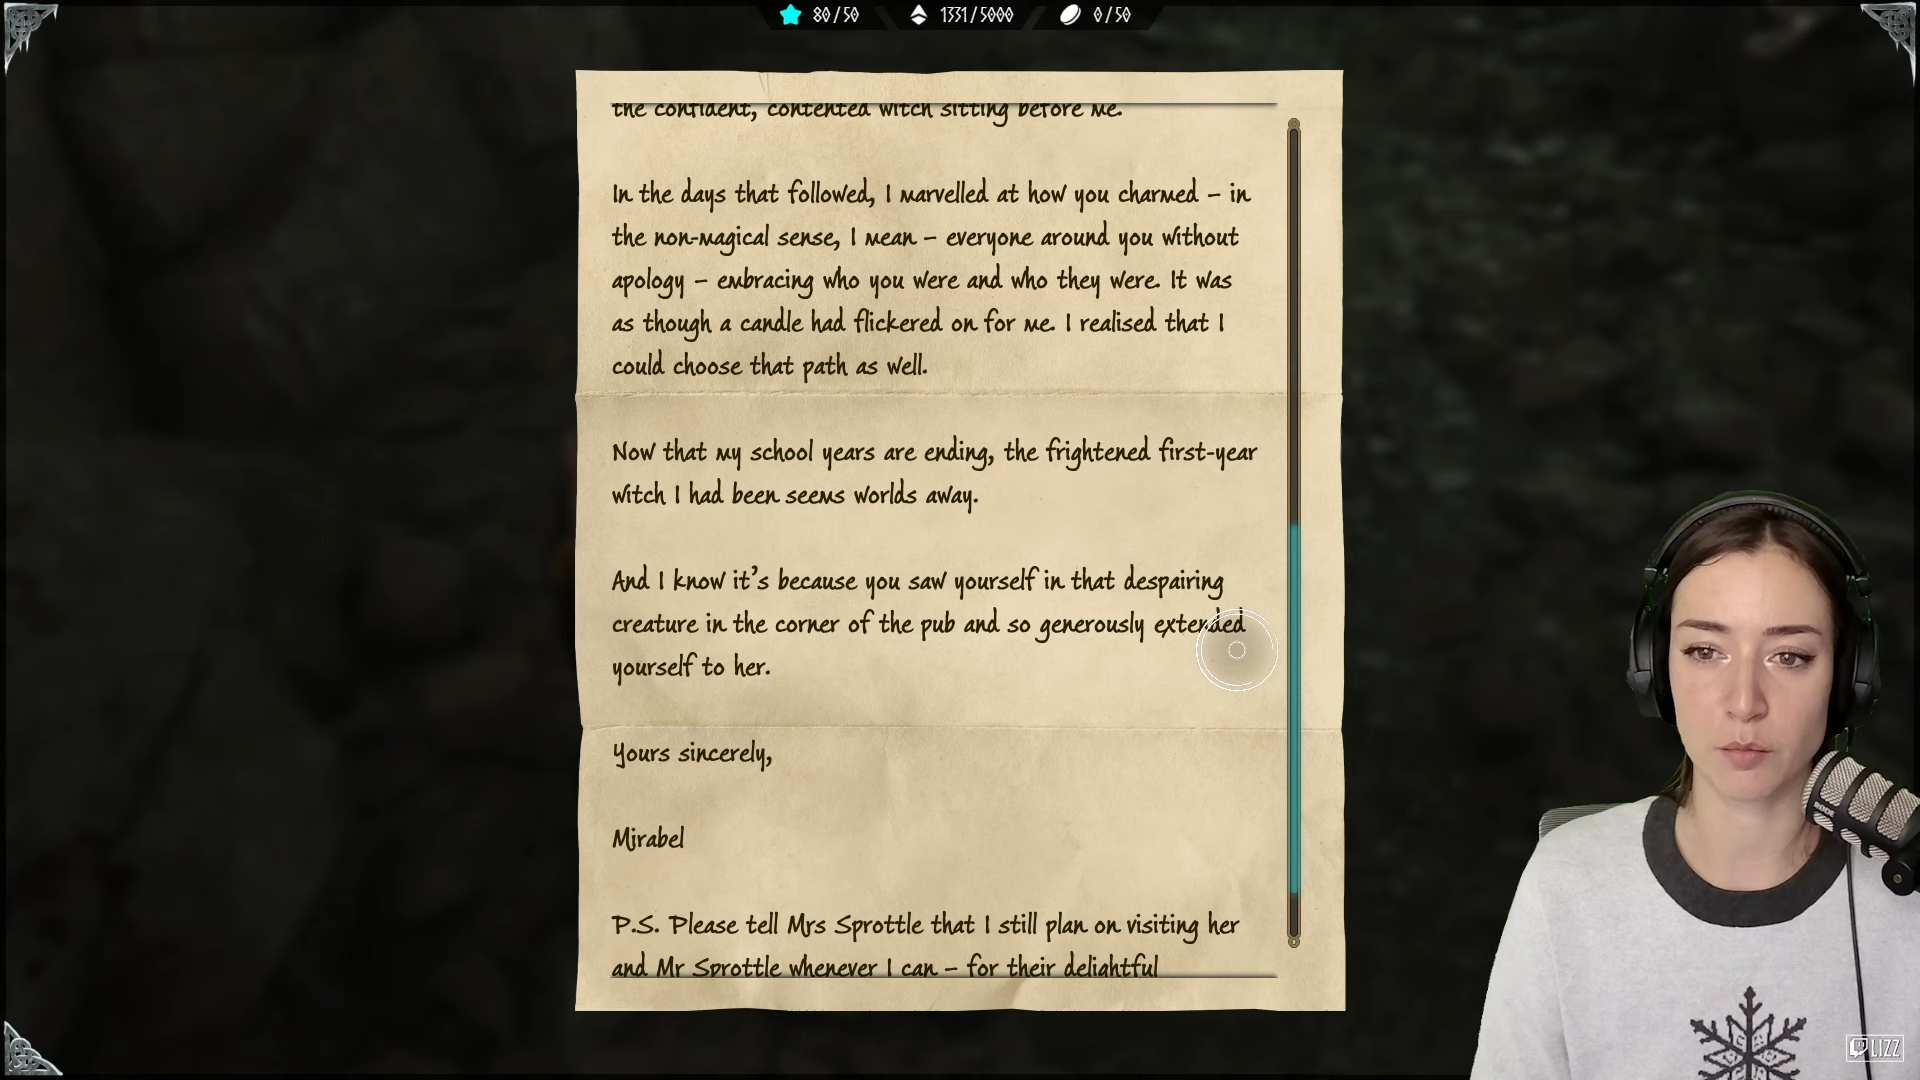 80/50
1331/5000
0/50
the confident, contented witch sitting before me.
In the days that followed, I marvelled at how you charmed – in
the non-magical sense, I mean – everyone around you without
apology – embracing who you were and who they were. It was
as though a candle had flickered on for me. I realised that I
could choose that path as well.
Now that my school years are ending, the frightened first-year
witch I had been seems worlds away.
And I know it's because you saw yourself in that despairing
creature in the corner of the pub and so generously extended
yourself to her.
Yours sincerely,
Mirabel
P.S. Please tell Mrs Sprottle that I still plan on visiting her
and Mr Sprottle whenever I can – for their delightful
RODE
LIZZ